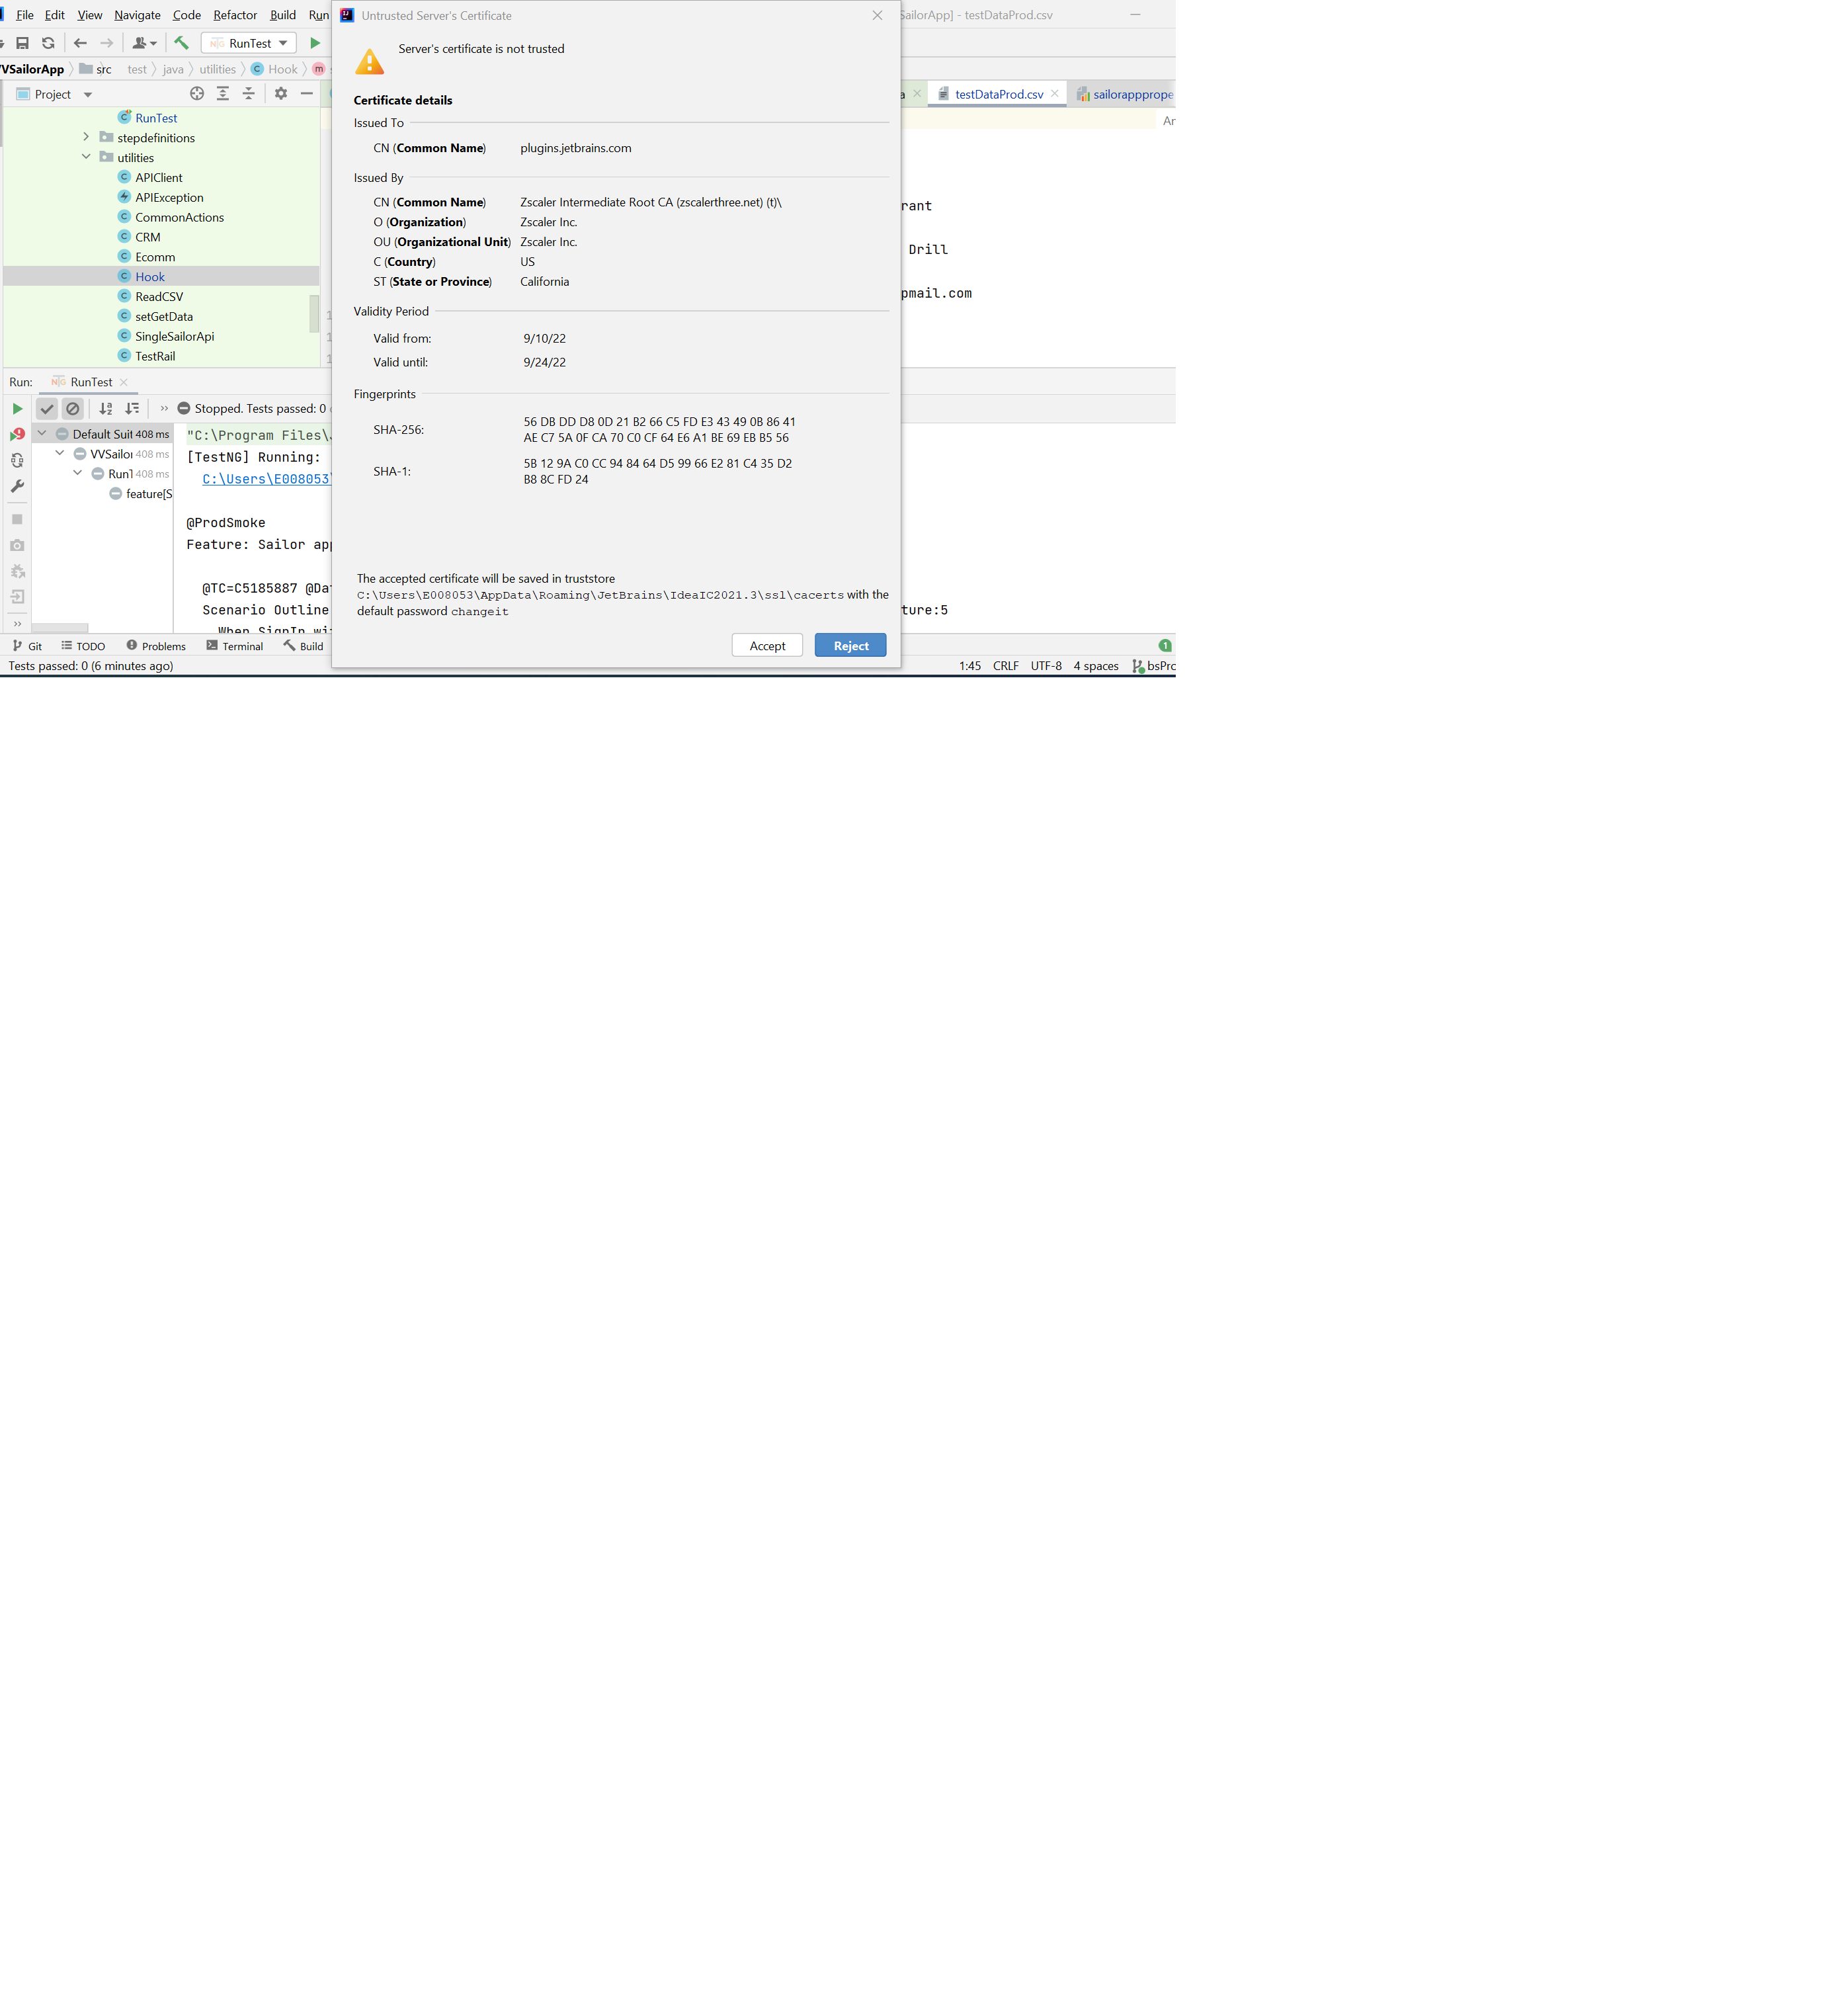 File Edit View Navigate Code Refactor Build Run
Untrusted Server's Certificate
SailorApp] - testDataProd.csv
RunTest
VVSailorApp src test java utilities Hook m
Project
testDataProd.csv
sailorappprope
RunTest
stepdefinitions
utilities
APIClient
APIException
CommonActions
CRM
Ecomm
Hook
ReadCSV
setGetData
SingleSailorApi
TestRail
Server's certificate is not trusted
Certificate details
Issued To
CN (Common Name) plugins.jetbrains.com
Issued By
CN (Common Name) Zscaler Intermediate Root CA (zscalerthree.net) (t)\
O (Organization) Zscaler Inc.
OU (Organizational Unit) Zscaler Inc.
C (Country) US
ST (State or Province) California
Validity Period
Valid from: 9/10/22
Valid until: 9/24/22
Fingerprints
SHA-256:
56 DB DD D8 0D 21 B2 66 C5 FD E3 43 49 0B 86 41
AE C7 5A 0F CA 70 C0 CF 64 E6 A1 BE 69 EB B5 56
SHA-1:
5B 12 9A C0 CC 94 84 64 D5 99 66 E2 81 C4 35 D2
B8 8C FD 24
The accepted certificate will be saved in truststore
C:\Users\E008053\AppData\Roaming\JetBrains\IdeaIC2021.3\ssl\cacerts with the
default password changeit
Accept Reject
Ar
rant
Drill
pmail.com
ture:5
Run: RunTest
Stopped. Tests passed: 0
Default Suit 408 ms
VVSailor 408 ms
RunT 408 ms
feature[S
"C:\Program Files\J
[TestNG] Running:
C:\Users\E008053\
@ProdSmoke
Feature: Sailor app
@TC=C5185887 @Dat
Scenario Outline
When SignIn wit
Git TODO Problems Terminal Build
1
Tests passed: 0 (6 minutes ago)
1:45 CRLF UTF-8 4 spaces bsPro